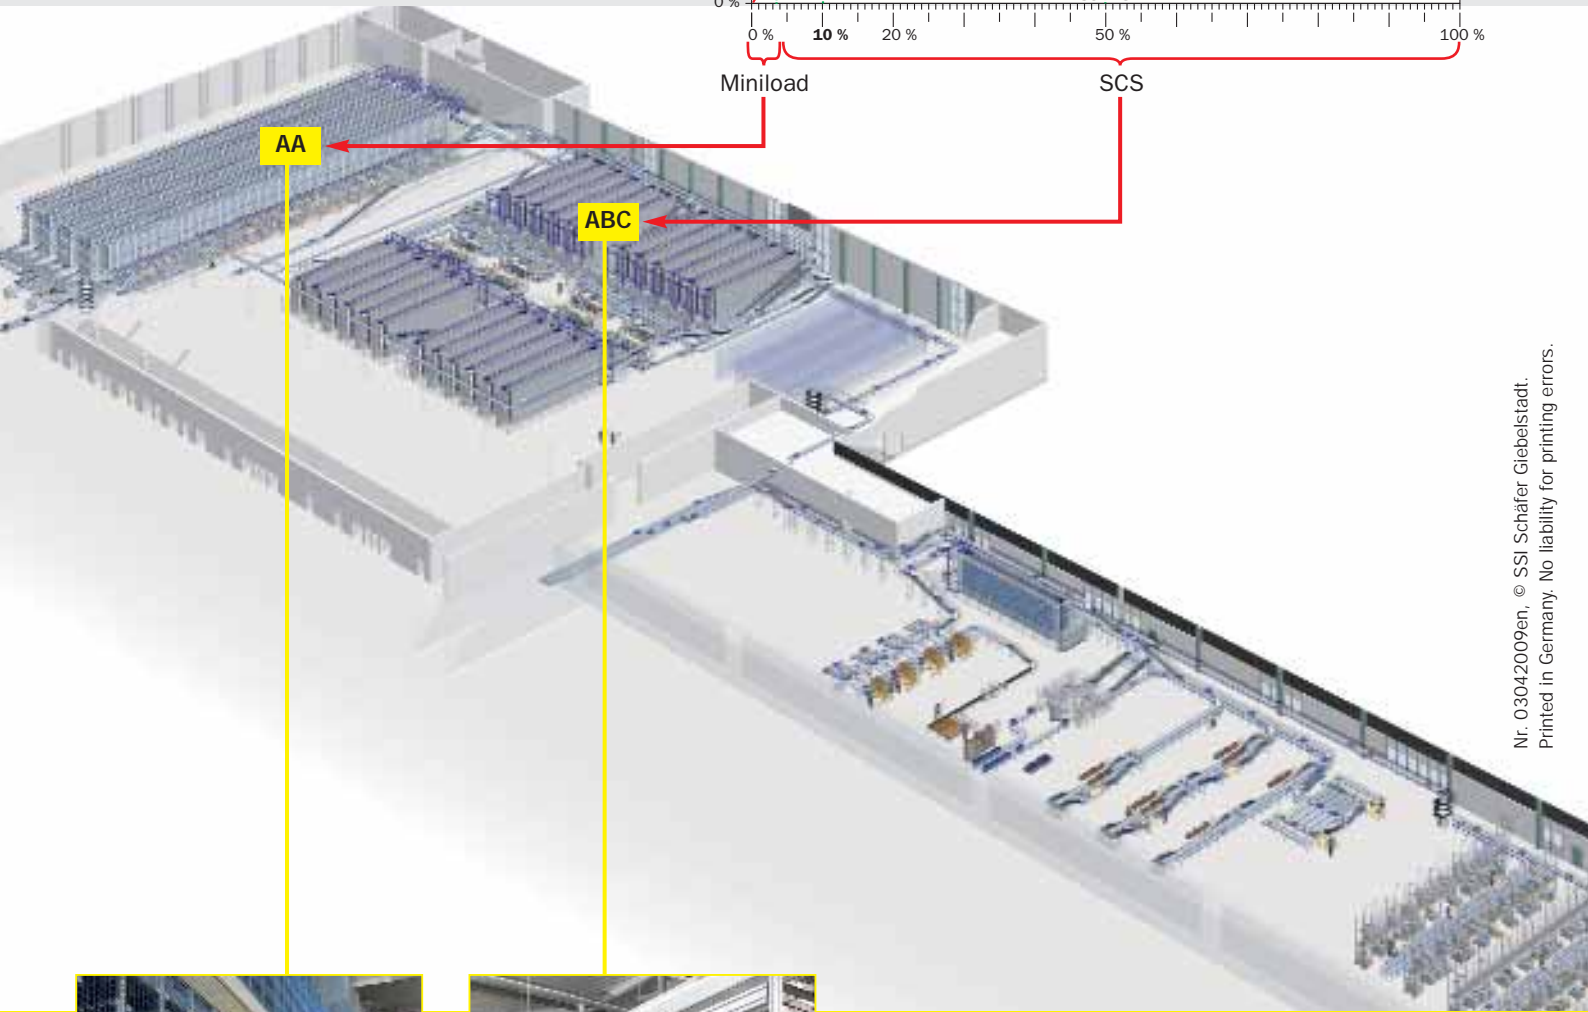 0 %
0 % 10 % 20 % 50 % 100 %
Miniload SCS
AA
ABC
Nr. 03042009en, © SSI Schäfer Giebelstadt.
Printed in Germany. No liability for printing errors.